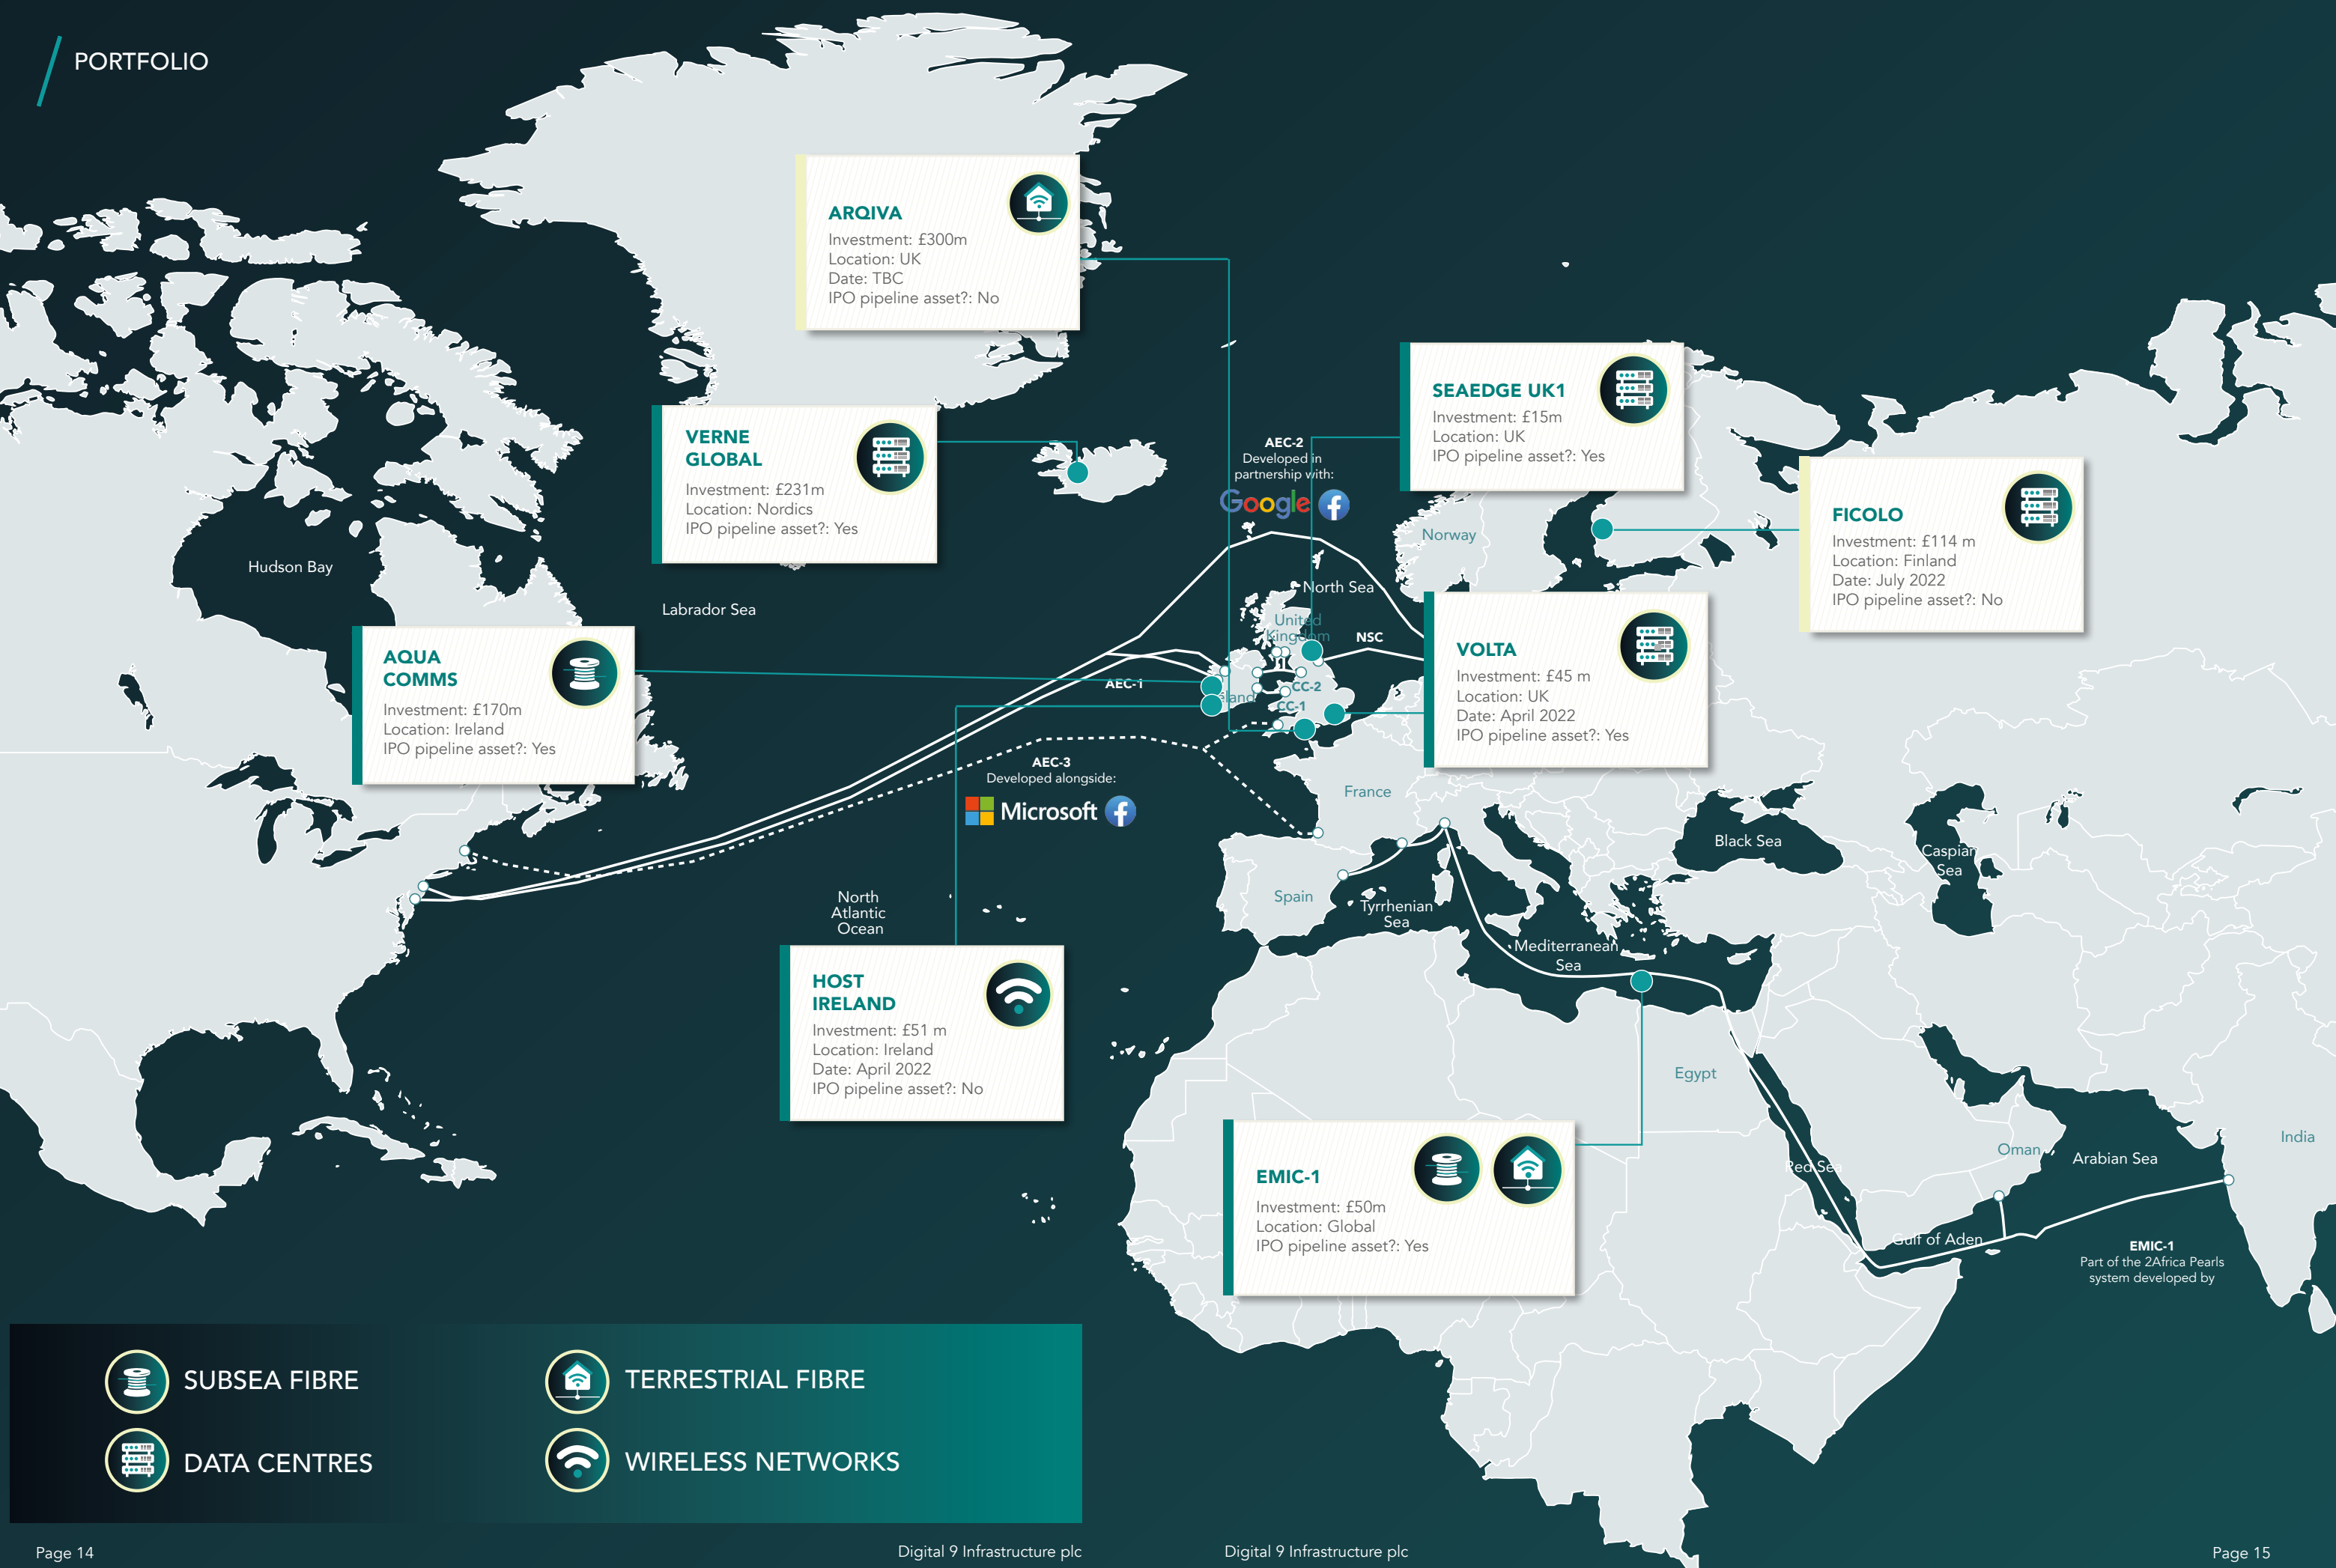 PORTFOLIO
ARQIVA
Investment: £300m
Location: UK
Date: TBC
IPO pipeline asset?: No
SEAEDGE UK1
Investment: £15m
Location: UK
IPO pipeline asset?: Yes
VERNE
GLOBAL
Investment: £231m
Location: Nordics
IPO pipeline asset?: Yes
AEC-2
Developed in
partnership with:
Google
FICOLO
Investment: £114 m
Location: Finland
Date: July 2022
IPO pipeline asset?: No
Norway
Hudson Bay
Labrador Sea
North Sea
United
Kingdom
NSC
AQUA
COMMS
Investment: £170m
Location: Ireland
IPO pipeline asset?: Yes
VOLTA
Investment: £45 m
Location: UK
Date: April 2022
IPO pipeline asset?: Yes
AEC-1
Ireland
CC-2
CC-1
AEC-3
Developed alongside:
Microsoft
France
Black Sea
Caspian
Sea
Spain
Tyrrhenian
Sea
North
Atlantic
Ocean
Mediterranean
Sea
HOST
IRELAND
Investment: £51 m
Location: Ireland
Date: April 2022
IPO pipeline asset?: No
Egypt
India
Oman
Arabian Sea
Red Sea
Gulf of Aden
EMIC-1
Investment: £50m
Location: Global
IPO pipeline asset?: Yes
EMIC-1
Part of the 2Africa Pearls
system developed by
SUBSEA FIBRE
TERRESTRIAL FIBRE
DATA CENTRES
WIRELESS NETWORKS
Page 14
Digital 9 Infrastructure plc
Digital 9 Infrastructure plc
Page 15